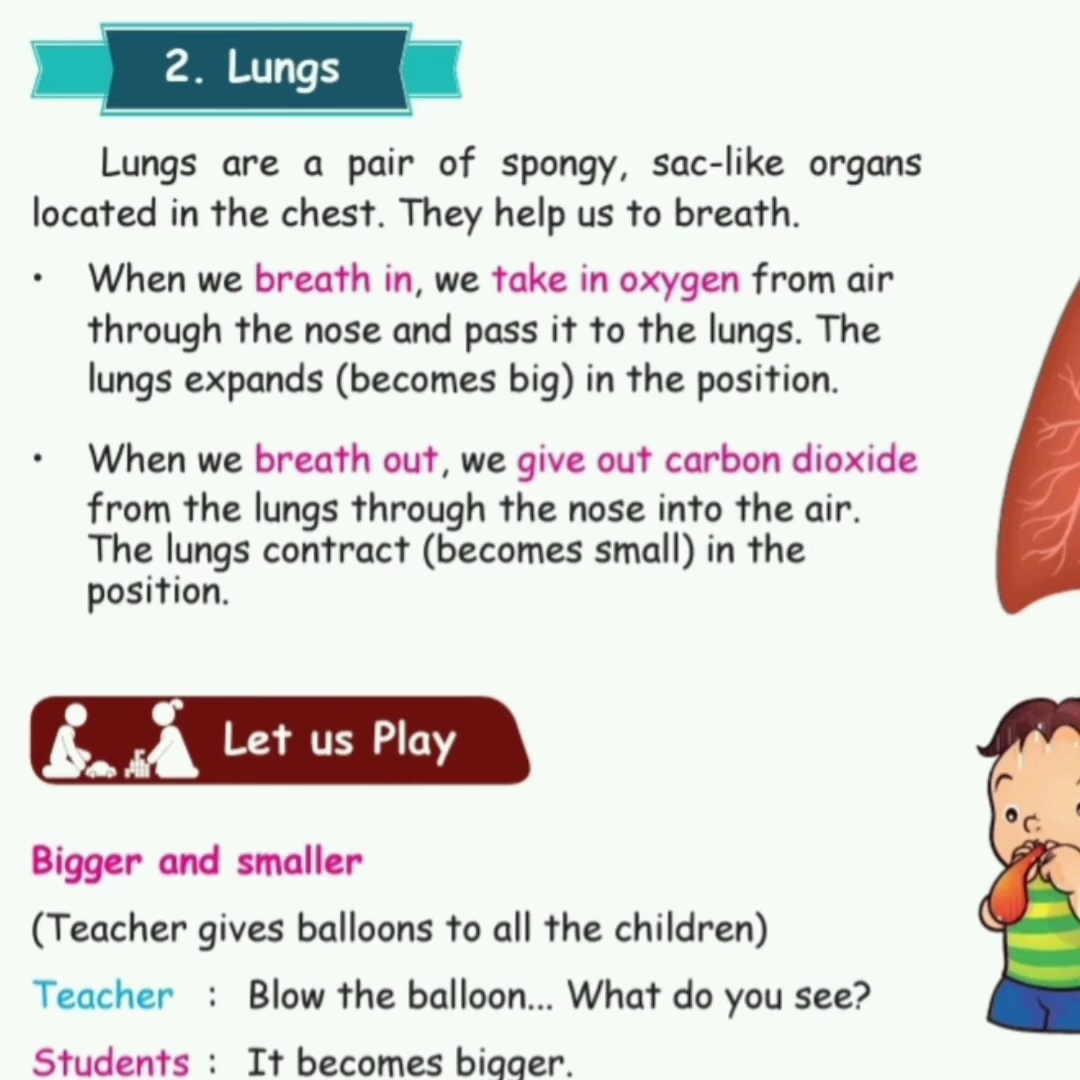 2. Lungs
Lungs are a pair of spongy, sac-like organs
located in the chest. They help us to breath.
• When we breath in, we take in oxygen from air
through the nose and pass it to the lungs. The
lungs expands (becomes big) in the position.
• When we breath out, we give out carbon dioxide
from the lungs through the nose into the air.
The lungs contract (becomes small) in the
position.
Let us Play
Bigger and smaller
(Teacher gives balloons to all the children)
Teacher : Blow the balloon... What do you see?
Students : It becomes bigger.